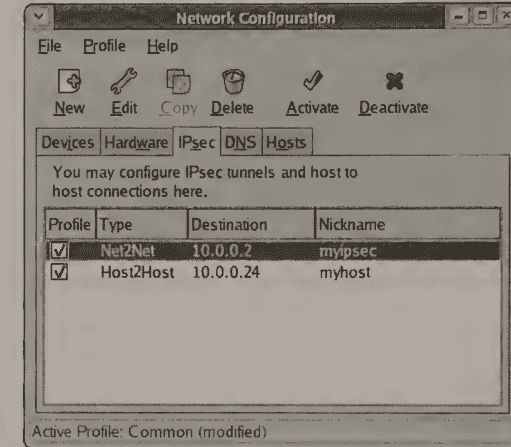 Network Configuration
File Profile Help
New Edit Copy Delete Activate Deactivate
Devices Hardware IPsec DNS Hosts
You may configure IPsec tunnels and host to
host connections here.
Profile Type Destination Nickname
Net2Net 10.0.0.2 myipsec
Host2Host 10.0.0.24 myhost
Active Profile: Common (modified)